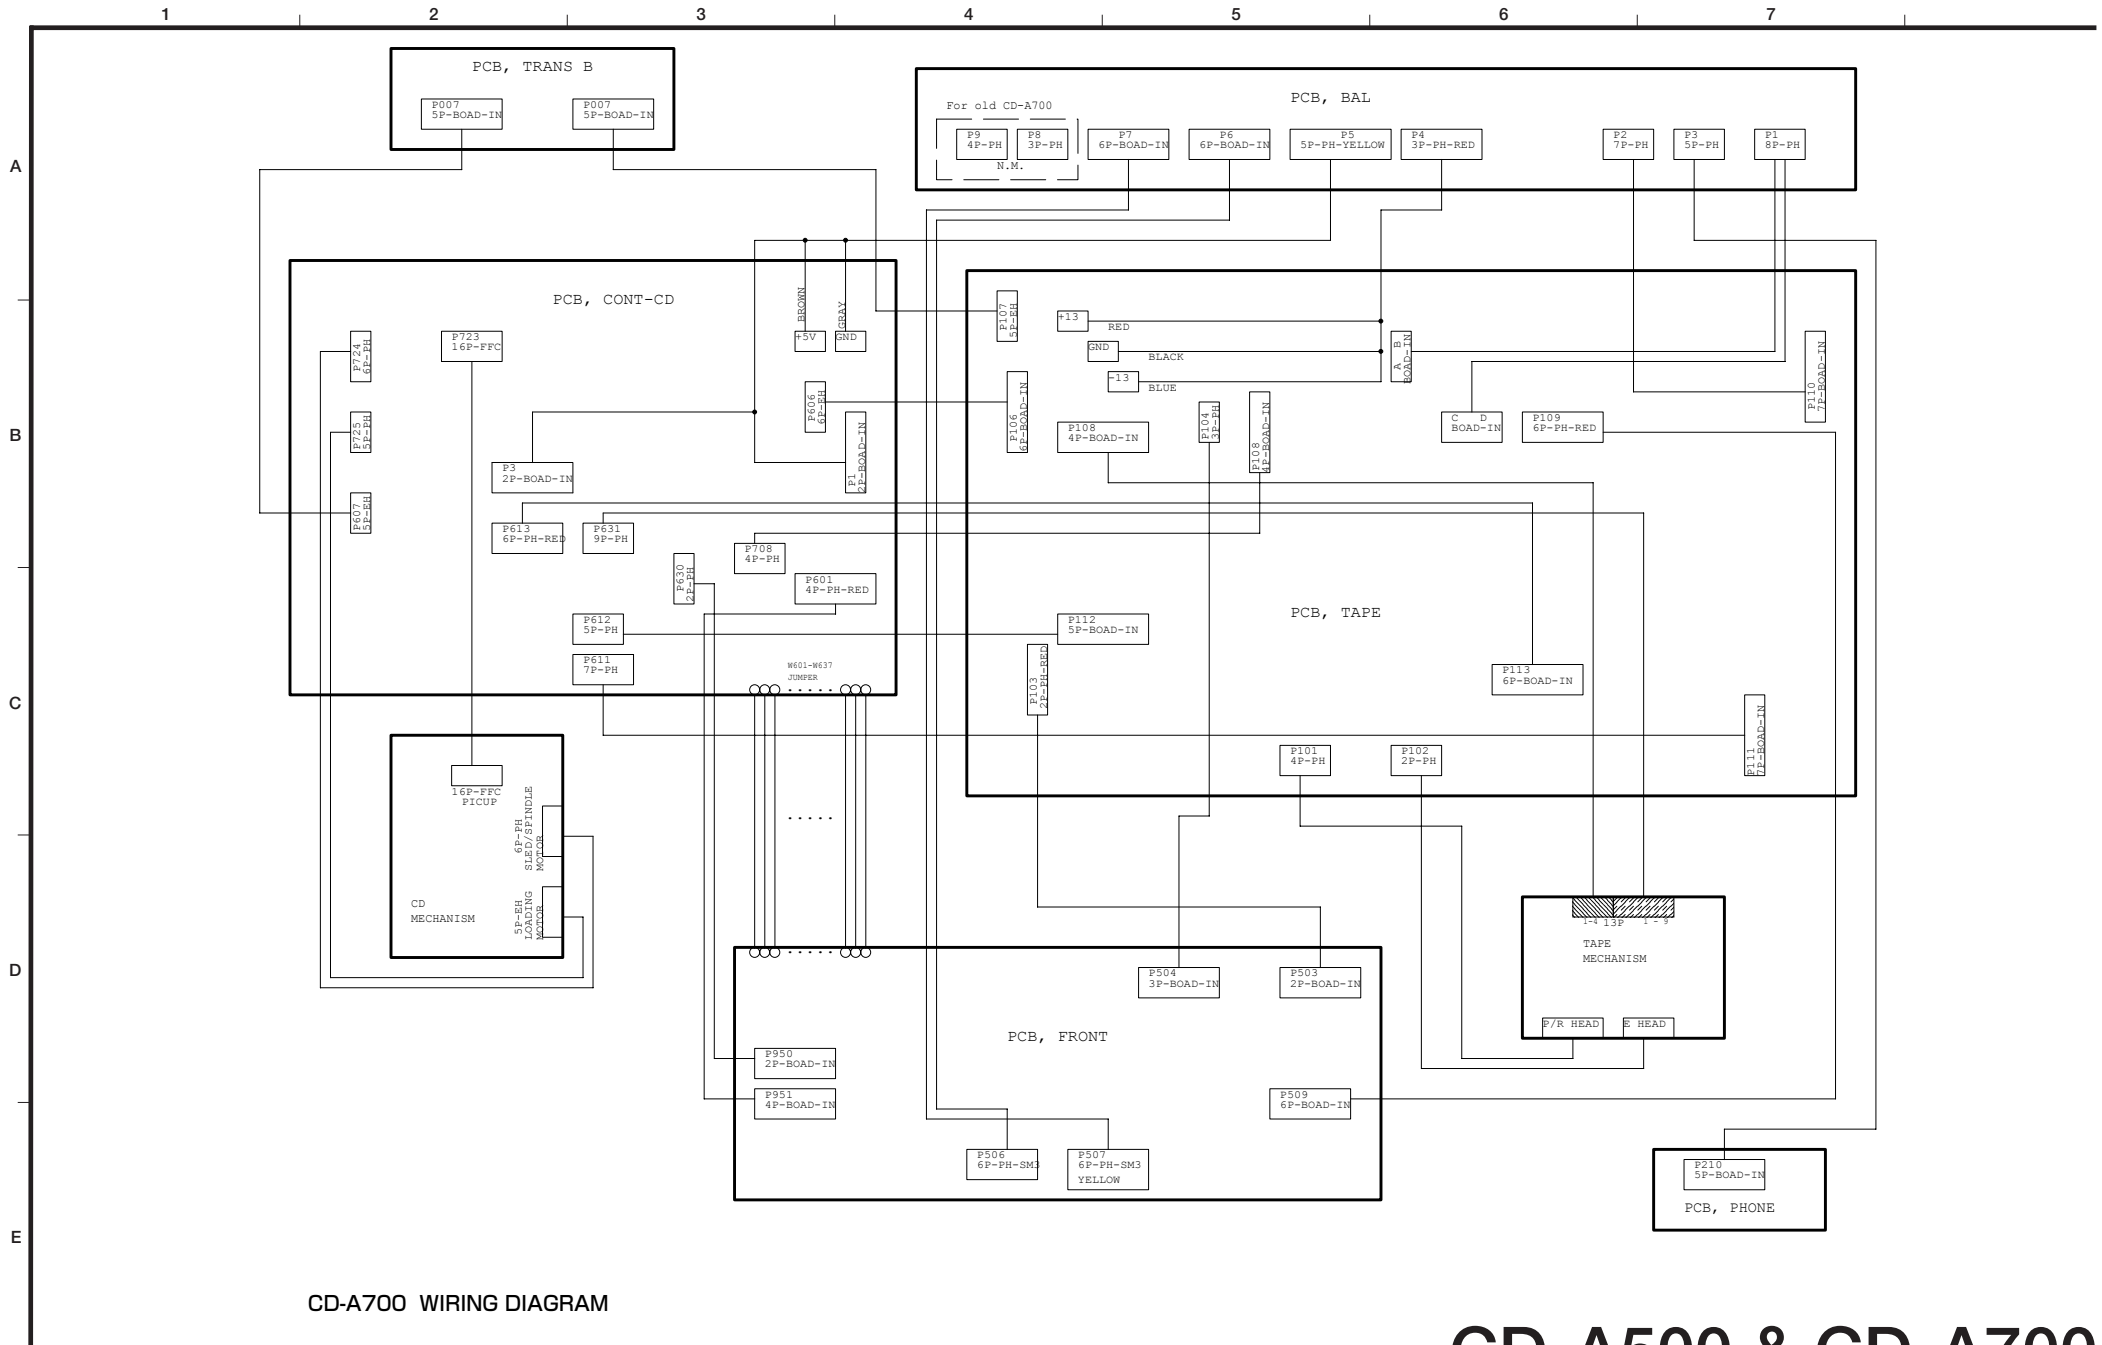 1 2 3 4 5 6 7
A
B
C
D
E
PCB, TRANS B
P007
5P-BOAD-IN
P007
5P-BOAD-IN
PCB, BAL
For old CD-A700
P9
4P-PH
P8
3P-PH
N.M.
P7
6P-BOAD-IN
P6
6P-BOAD-IN
P5
5P-PH-YELLOW
P4
3P-PH-RED
P2
7P-PH
P3
5P-PH
P1
8P-PH
PCB, CONT-CD
BROWN
GRAY
+5V
GND
P724
6P-PH
P723
16P-FFC
P725
5P-PH
P607
5P-EH
P606
6P-EH
P1
2P-BOAD-IN
P3
2P-BOAD-IN
P613
6P-PH-RED
P631
9P-PH
P708
4P-PH
P630
2P-PH
P601
4P-PH-RED
P612
5P-PH
P611
7P-PH
W601-W637
JUMPER
P107
5P-EH
+13
RED
GND
BLACK
-13
BLUE
A B
BOAD-IN
P110
7P-BOAD-IN
P106
6P-BOAD-IN
P108
4P-BOAD-IN
P104
3P-PH
P108
4P-BOAD-IN
C D
BOAD-IN
P109
6P-PH-RED
PCB, TAPE
P112
5P-BOAD-IN
P103
2P-PH-RED
P113
6P-BOAD-IN
P111
7P-BOAD-IN
P101
4P-PH
P102
2P-PH
16P-FFC
PICUP
6P-PH
SLED/SPINDLE
MOTOR
5P-EH
LOADING
MOTOR
CD
MECHANISM
1-4 13P 1 - 9
TAPE
MECHANISM
P/R HEAD
E HEAD
P504
3P-BOAD-IN
P503
2P-BOAD-IN
PCB, FRONT
P950
2P-BOAD-IN
P951
4P-BOAD-IN
P509
6P-BOAD-IN
P506
6P-PH-SM3
P507
6P-PH-SM3
YELLOW
P210
5P-BOAD-IN
PCB, PHONE
CD-A700 WIRING DIAGRAM
CD-A500 & CD-A700